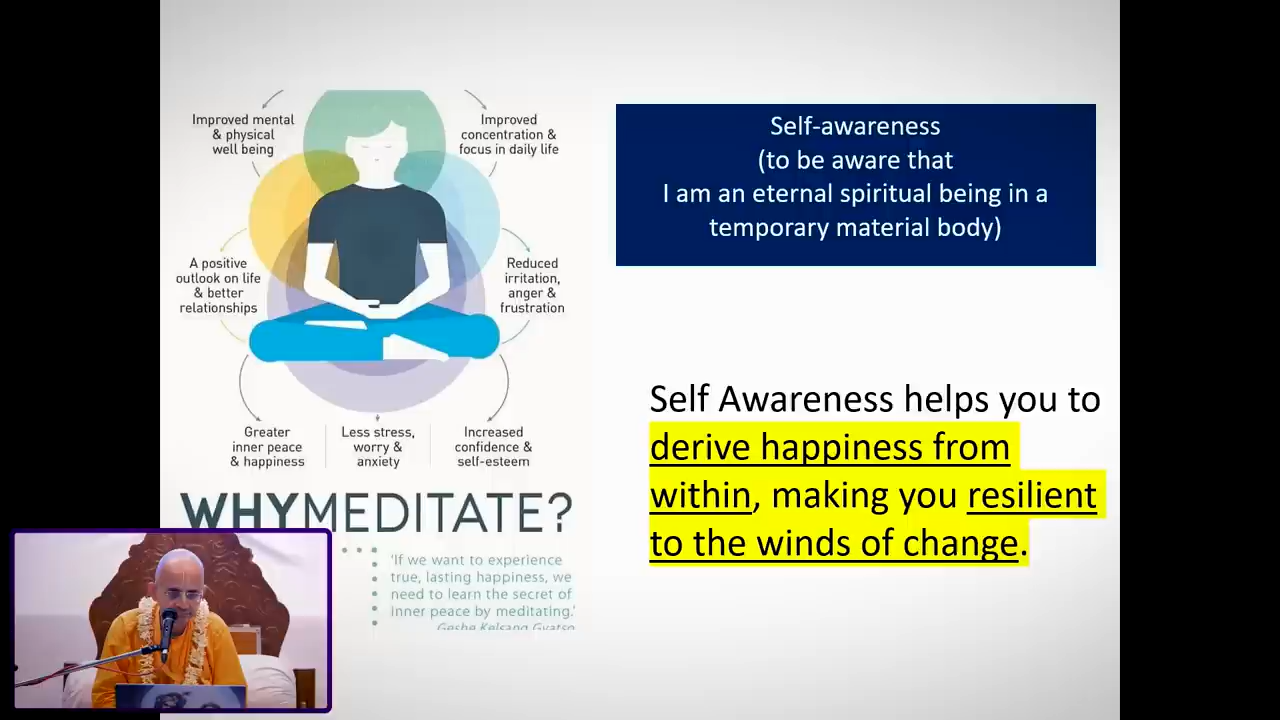 Improved mental
& physical
well being
Improved
concentration &
focus in daily life
A positive
outlook on life
& better
relationships
Reduced
irritation,
anger &
frustration
Greater
inner peace
& happiness
Less stress,
worry &
anxiety
Increased
confidence &
self-esteem
WHYMEDITATE?
'If we want to experience
true, lasting happiness, we
need to learn the secret of
inner peace by meditating.'
Geshe Kelsang Gyatso
Self-awareness
(to be aware that
I am an eternal spiritual being in a
temporary material body)
Self Awareness helps you to
derive happiness from
within, making you resilient
to the winds of change.